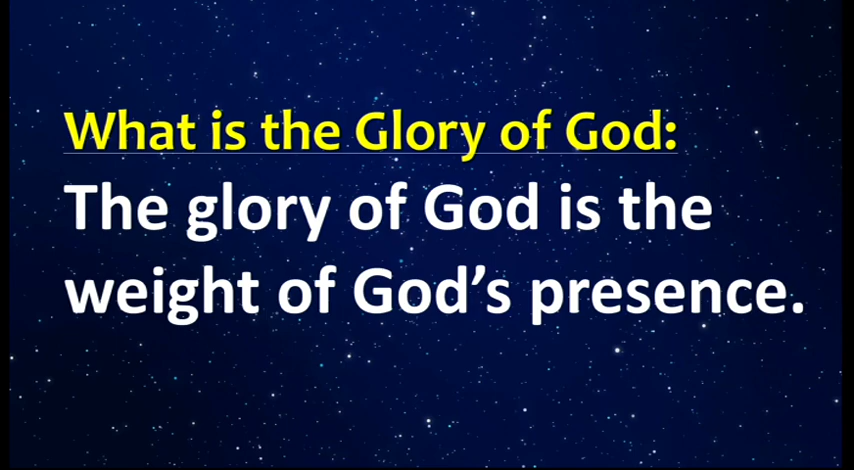 What is the Glory of God:
The glory of God is the
weight of God’s presence.